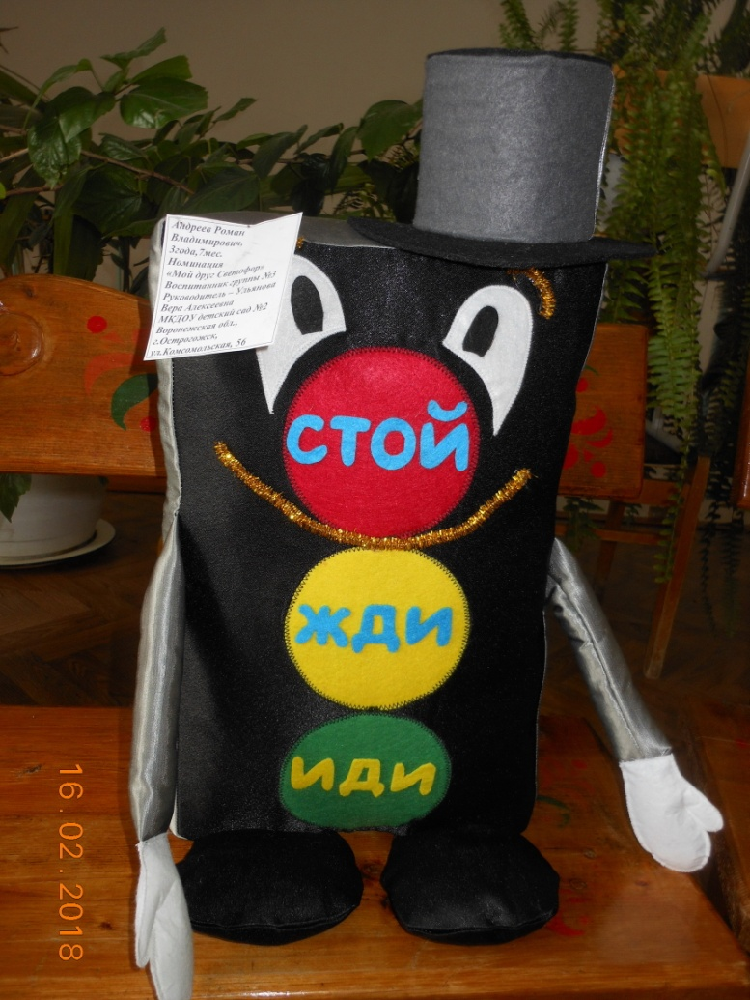 Андреев Роман
Владимирович.
3года,7мес.
Номинация
«Мой друг Светофор»
Воспитанник группы №3
Руководитель – Ульянова
Вера Алексеевна
МКДОУ детский сад №2
Воронежская обл.,
г.Острогожск,
ул.Комсомольская, 56
СТОЙ
ЖДИ
ИДИ
16.02.2018